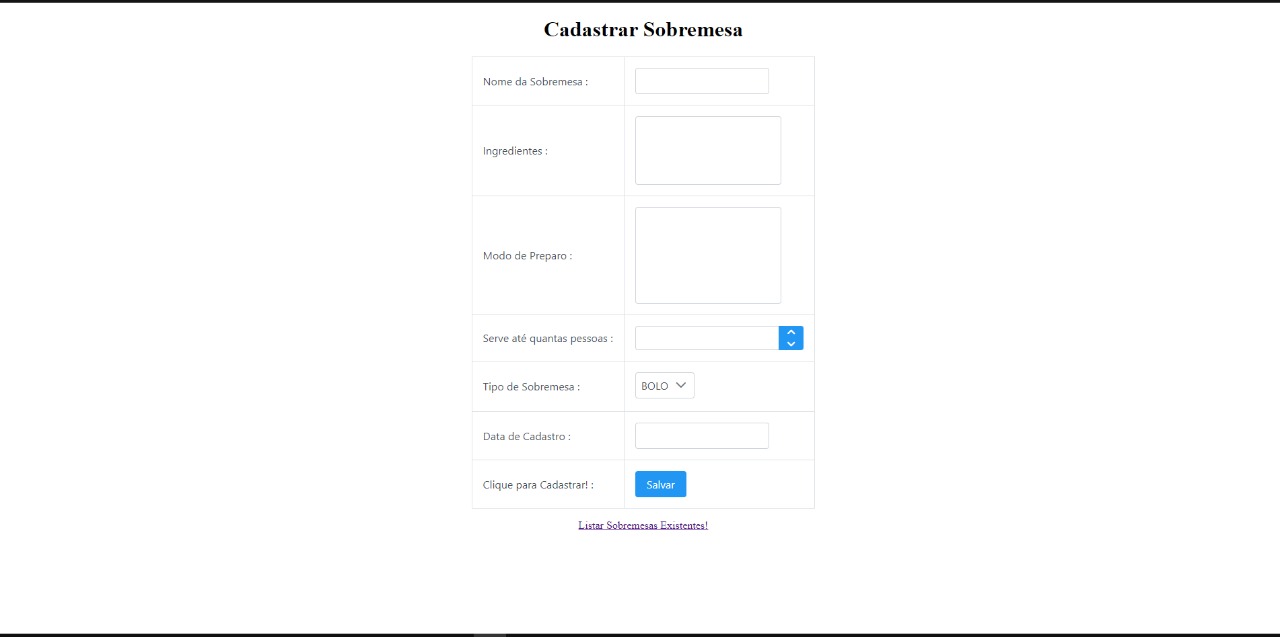 Cadastrar Sobremesa
Nome da Sobremesa :
Ingredientes :
Modo de Preparo :
Serve até quantas pessoas :
Tipo de Sobremesa : BOLO
Data de Cadastro :
Clique para Cadastrar! : Salvar
Listar Sobremesas Existentes!